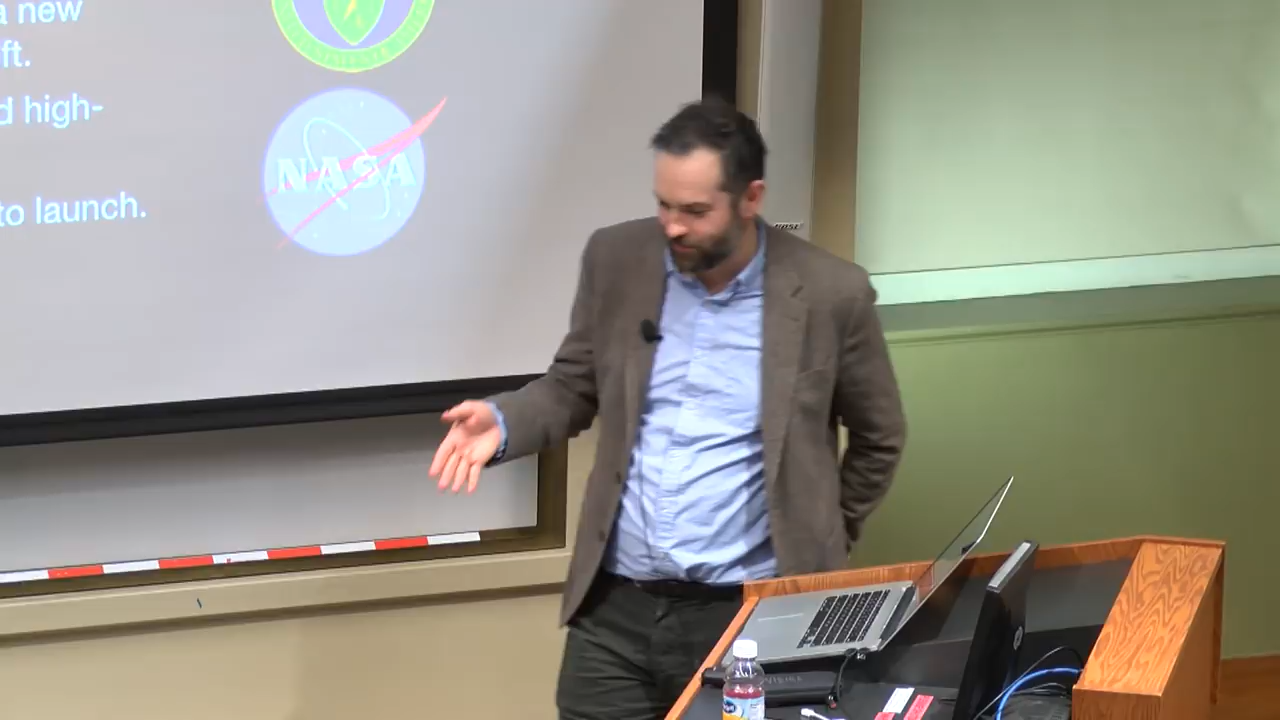 a new
ft.
d high-
NASA
to launch.